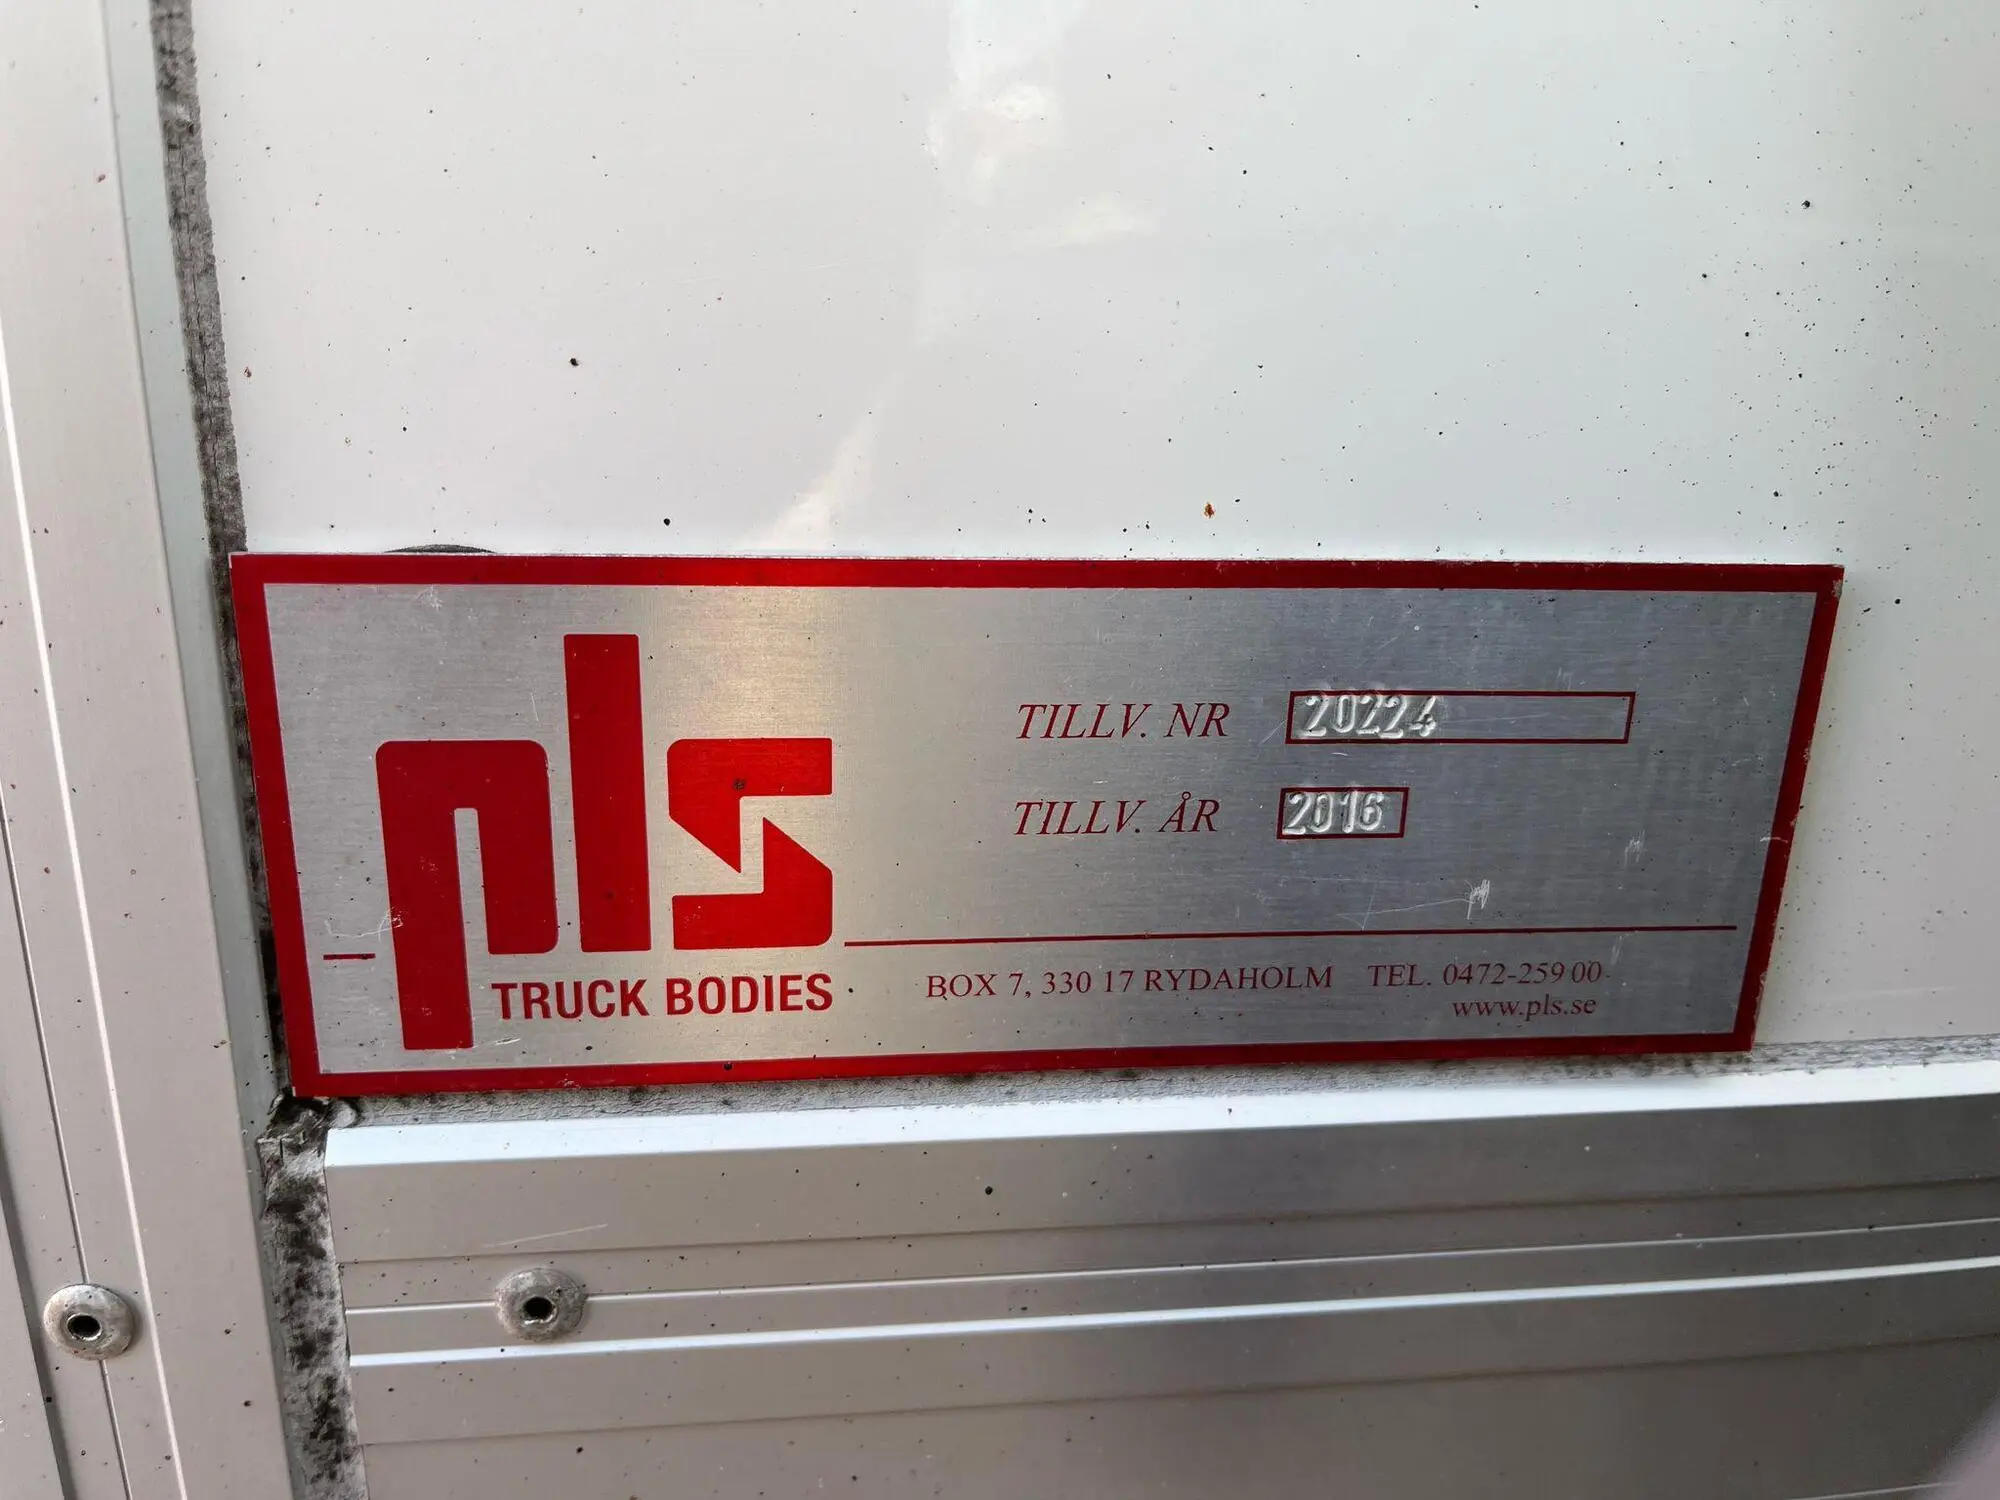 pls
TRUCK BODIES
TILLV. NR 20224
TILLV. ÅR 2016
BOX 7, 330 17 RYDAHOLM TEL. 0472-259 00
www.pls.se